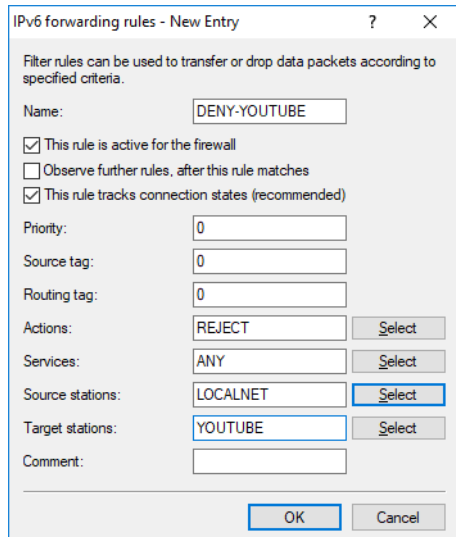 IPv6 forwarding rules - New Entry ? ×
Filter rules can be used to transfer or drop data packets according to
specified criteria.
Name: DENY-YOUTUBE
This rule is active for the firewall
Observe further rules, after this rule matches
This rule tracks connection states (recommended)
Priority: 0
Source tag: 0
Routing tag: 0
Actions: REJECT Select
Services: ANY Select
Source stations: LOCALNET Select
Target stations: YOUTUBE Select
Comment:
OK Cancel